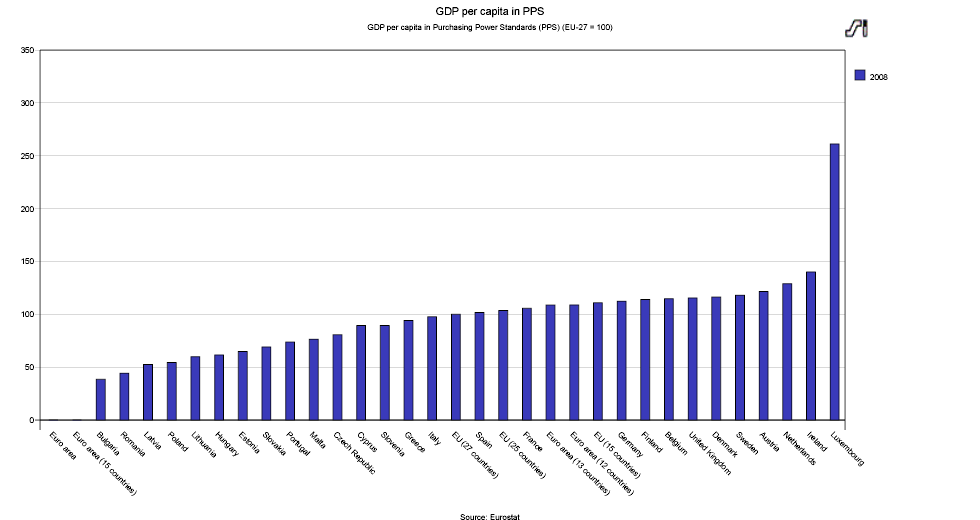 GDP per capita in PPS
GDP per capita in Purchasing Power Standards (PPS) (EU-27 = 100)
2008
350
300
250
200
150
100
50
0
Euro area
Euro area (15 countries)
Bulgaria
Romania
Latvia
Poland
Lithuania
Hungary
Estonia
Slovakia
Portugal
Malta
Czech Republic
Cyprus
Slovenia
Greece
Italy
EU (27 countries)
Spain
EU (25 countries)
France
Euro area (13 countries)
Euro area (12 countries)
EU (15 countries)
Germany
Finland
Belgium
United Kingdom
Denmark
Sweden
Austria
Netherlands
Ireland
Luxembourg
Source: Eurostat